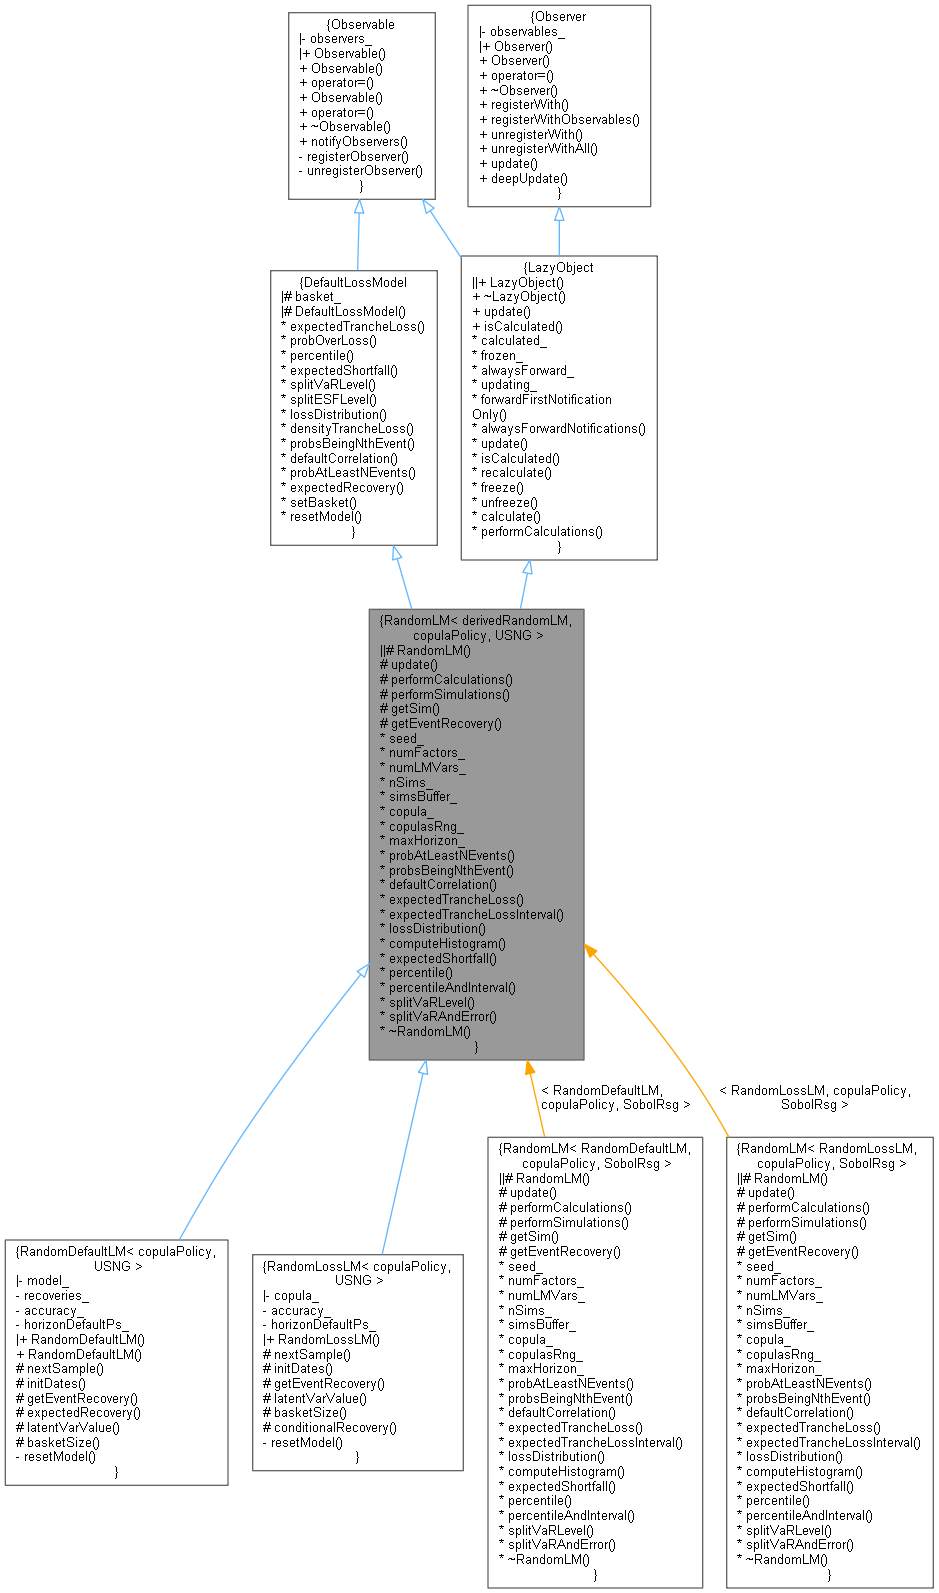 {Observable
|- observers_
|+ Observable()
+ Observable()
+ operator=()
+ Observable()
+ operator=()
+ ~Observable()
+ notifyObservers()
- registerObserver()
- unregisterObserver()
}
{Observer
|- observables_
|+ Observer()
+ Observer()
+ operator=()
+ ~Observer()
+ registerWith()
+ registerWithObservables()
+ unregisterWith()
+ unregisterWithAll()
+ update()
+ deepUpdate()
}
{DefaultLossModel
|# basket_
|# DefaultLossModel()
* expectedTrancheLoss()
* probOverLoss()
* percentile()
* expectedShortfall()
* splitVaRLevel()
* splitESFLevel()
* lossDistribution()
* densityTrancheLoss()
* probsBeingNthEvent()
* defaultCorrelation()
* probAtLeastNEvents()
* expectedRecovery()
* setBasket()
* resetModel()
}
{LazyObject
||+ LazyObject()
+ ~LazyObject()
+ update()
+ isCalculated()
* calculated_
* frozen_
* alwaysForward_
* updating_
* forwardFirstNotification
Only()
* alwaysForwardNotifications()
* update()
* isCalculated()
* recalculate()
* freeze()
* unfreeze()
* calculate()
* performCalculations()
}
{RandomLM< derivedRandomLM,
copulaPolicy, USNG >
||# RandomLM()
# update()
# performCalculations()
# performSimulations()
# getSim()
# getEventRecovery()
* seed_
* numFactors_
* numLMVars_
* nSims_
* simsBuffer_
* copula_
* copulasRng_
* maxHorizon_
* probAtLeastNEvents()
* probsBeingNthEvent()
* defaultCorrelation()
* expectedTrancheLoss()
* expectedTrancheLossInterval()
* lossDistribution()
* computeHistogram()
* expectedShortfall()
* percentile()
* percentileAndInterval()
* splitVaRLevel()
* splitVaRAndError()
* ~RandomLM()
}
< RandomDefaultLM,
copulaPolicy, SobolRsg >
< RandomLossLM, copulaPolicy,
SobolRsg >
{RandomDefaultLM< copulaPolicy,
USNG >
|- model_
- recoveries_
- accuracy_
- horizonDefaultPs_
|+ RandomDefaultLM()
+ RandomDefaultLM()
# nextSample()
# initDates()
# getEventRecovery()
# expectedRecovery()
# latentVarValue()
# basketSize()
- resetModel()
}
{RandomLossLM< copulaPolicy,
USNG >
|- copula_
- accuracy_
- horizonDefaultPs_
|+ RandomLossLM()
# nextSample()
# initDates()
# getEventRecovery()
# latentVarValue()
# basketSize()
# conditionalRecovery()
- resetModel()
}
{RandomLM< RandomDefaultLM,
copulaPolicy, SobolRsg >
||# RandomLM()
# update()
# performCalculations()
# performSimulations()
# getSim()
# getEventRecovery()
* seed_
* numFactors_
* numLMVars_
* nSims_
* simsBuffer_
* copula_
* copulasRng_
* maxHorizon_
* probAtLeastNEvents()
* probsBeingNthEvent()
* defaultCorrelation()
* expectedTrancheLoss()
* expectedTrancheLossInterval()
* lossDistribution()
* computeHistogram()
* expectedShortfall()
* percentile()
* percentileAndInterval()
* splitVaRLevel()
* splitVaRAndError()
* ~RandomLM()
}
{RandomLM< RandomLossLM,
copulaPolicy, SobolRsg >
||# RandomLM()
# update()
# performCalculations()
# performSimulations()
# getSim()
# getEventRecovery()
* seed_
* numFactors_
* numLMVars_
* nSims_
* simsBuffer_
* copula_
* copulasRng_
* maxHorizon_
* probAtLeastNEvents()
* probsBeingNthEvent()
* defaultCorrelation()
* expectedTrancheLoss()
* expectedTrancheLossInterval()
* lossDistribution()
* computeHistogram()
* expectedShortfall()
* percentile()
* percentileAndInterval()
* splitVaRLevel()
* splitVaRAndError()
* ~RandomLM()
}